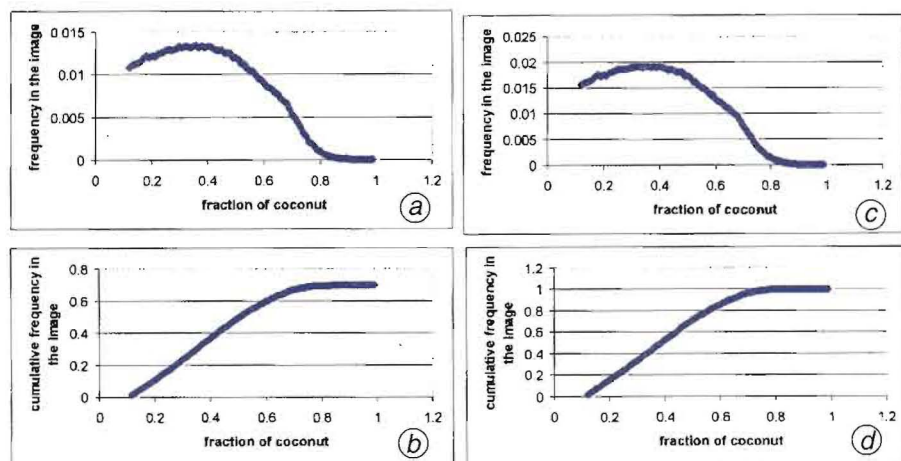 frequency in the image
0.015
0.01
0.005
0
0 0.2 0.4 0.6 0.8 1 1.2
fraction of coconut
a
frequency in the image
0.025
0.02
0.015
0.01
0.005
0
0 0.2 0.4 0.6 0.8 1 1.2
fraction of coconut
c
cumulative frequency in
the Image
0.8
0.6
0.4
0.2
0
0 0.2 0.4 0.6 0.8 1 1.2
fraction of coconut
b
cumulative frequency in
the Image
1.2
1
0.8
0.6
0.4
0.2
0
0 0.2 0.4 0.6 0.8 1 1.2
fraction of coconut
d